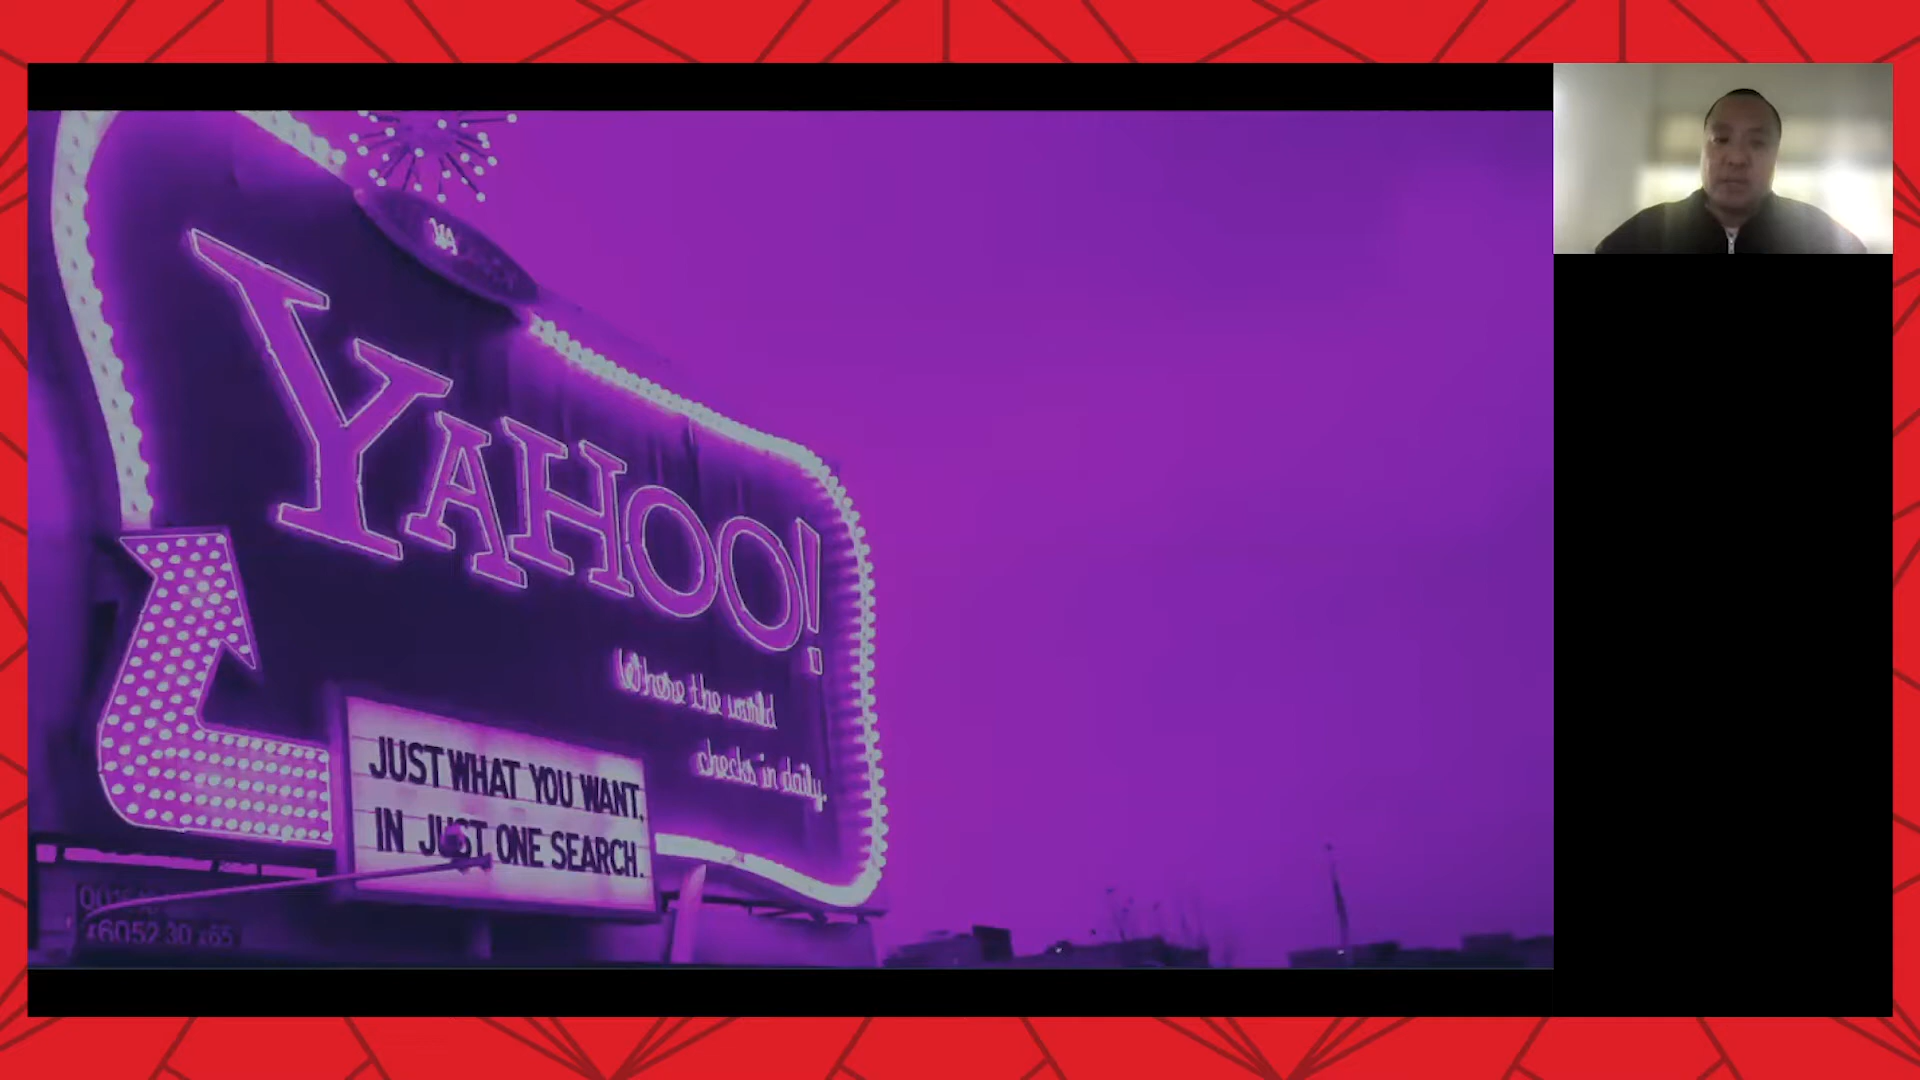 YAHOO!
Where the world
checks in daily.
JUST WHAT YOU WANT.
IN JUST ONE SEARCH.